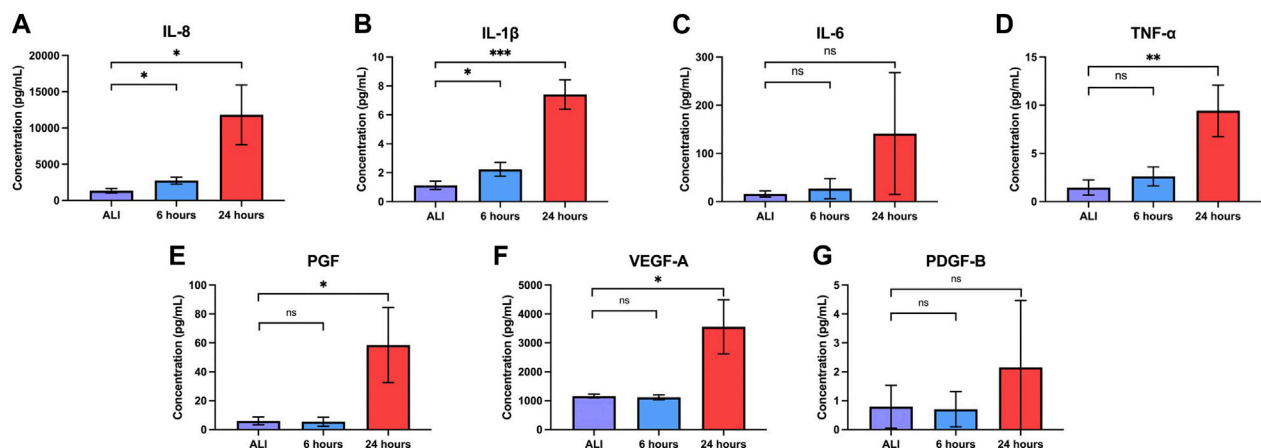 A
IL-8
Concentration (pg/mL)
20000
15000
10000
5000
0
*
*
ALI
6 hours
24 hours
B
IL-1β
Concentration (pg/mL)
8
6
4
2
0
***
*
ALI
6 hours
24 hours
C
IL-6
Concentration (pg/mL)
300
200
100
0
ns
ns
ALI
6 hours
24 hours
D
TNF-α
Concentration (pg/mL)
15
10
5
0
**
ns
ALI
6 hours
24 hours
E
PGF
Concentration (pg/mL)
100
80
60
40
20
0
*
ns
ALI
6 hours
24 hours
F
VEGF-A
Concentration (pg/mL)
5000
4000
3000
2000
1000
0
*
ns
ALI
6 hours
24 hours
G
PDGF-B
Concentration (pg/mL)
5
4
3
2
1
0
ns
ns
ALI
6 hours
24 hours